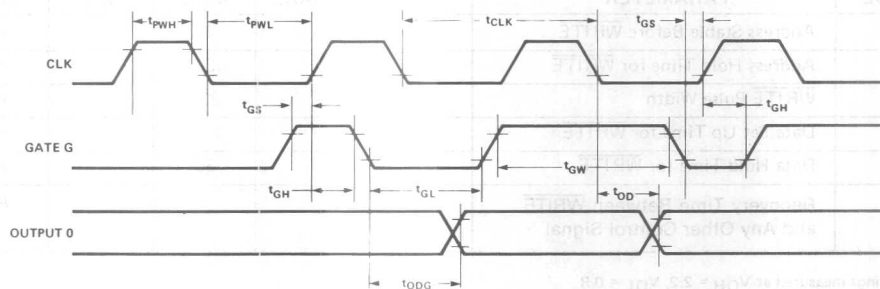 tPWH
tPWL
tCLK
tGS
CLK
tGS
tGH
GATE G
tGH
tGL
tGW
tOD
OUTPUT 0
tODG
Address Stable Before WRITE
Address Hold Time for WRITE
WRITE Pulse Width
Data Set Up Time for WRITE
Data Hold Time WRITE
Recovery Time Between WRITE
and Any Other Control Signal